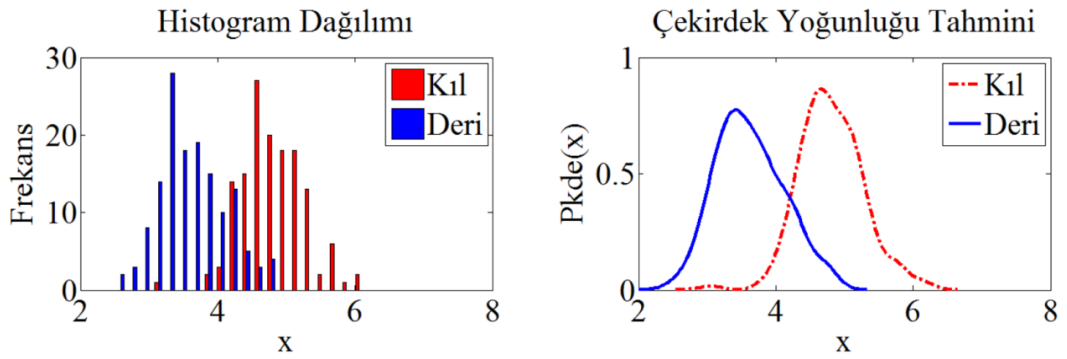 Histogram Dağılımı
30
20
10
0
Frekans
Kıl
Deri
2
4
6
8
x
Çekirdek Yoğunluğu Tahmini
1
0.5
0
Pkde(x)
Kıl
Deri
2
4
6
8
x